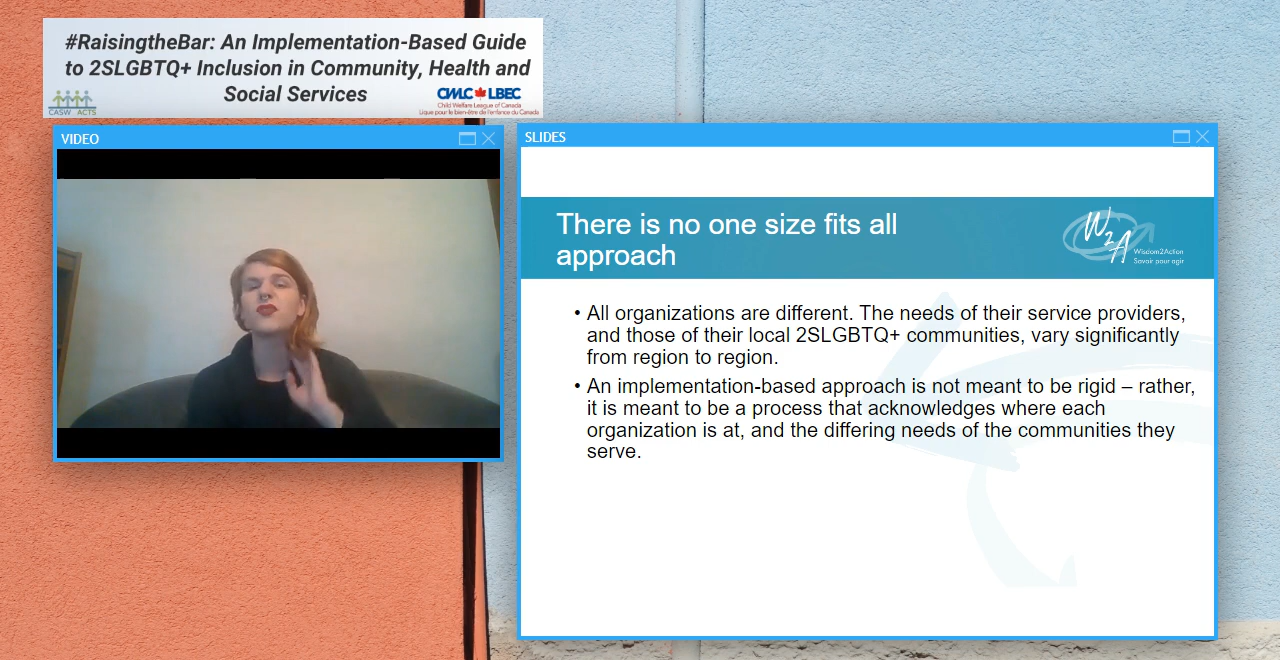 #RaisingtheBar: An Implementation-Based Guide
to 2SLGBTQ+ Inclusion in Community, Health and
Social Services
CASW ACTS
CWLC LBEC
Child Welfare League of Canada
Ligue pour le bien-être de l'enfance du Canada
VIDEO
SLIDES
There is no one size fits all
approach
W2A
Wisdom2Action
Savoir pour agir
• All organizations are different. The needs of their service providers,
and those of their local 2SLGBTQ+ communities, vary significantly
from region to region.
• An implementation-based approach is not meant to be rigid – rather,
it is meant to be a process that acknowledges where each
organization is at, and the differing needs of the communities they
serve.